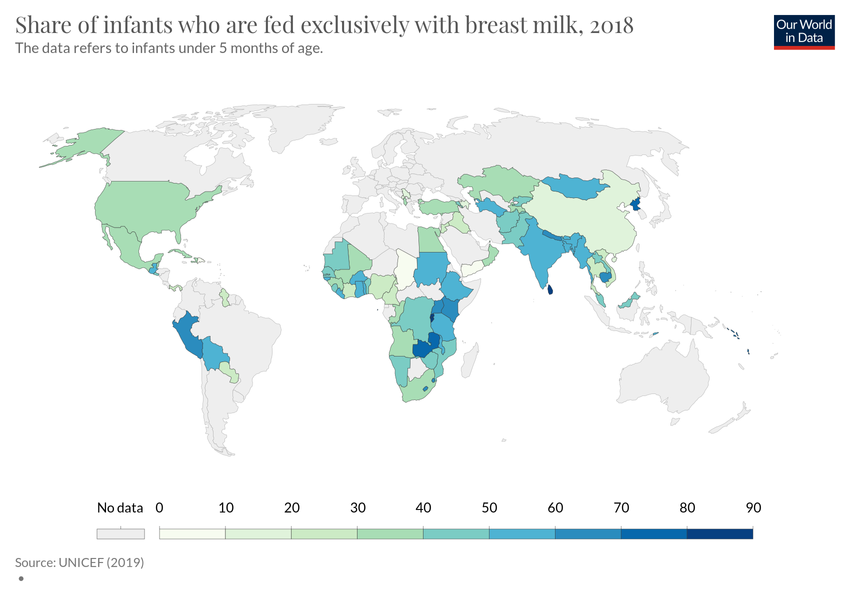 Share of infants who are fed exclusively with breast milk, 2018
The data refers to infants under 5 months of age.
Our World
in Data
No data 0 10 20 30 40 50 60 70 80 90
Source: UNICEF (2019)